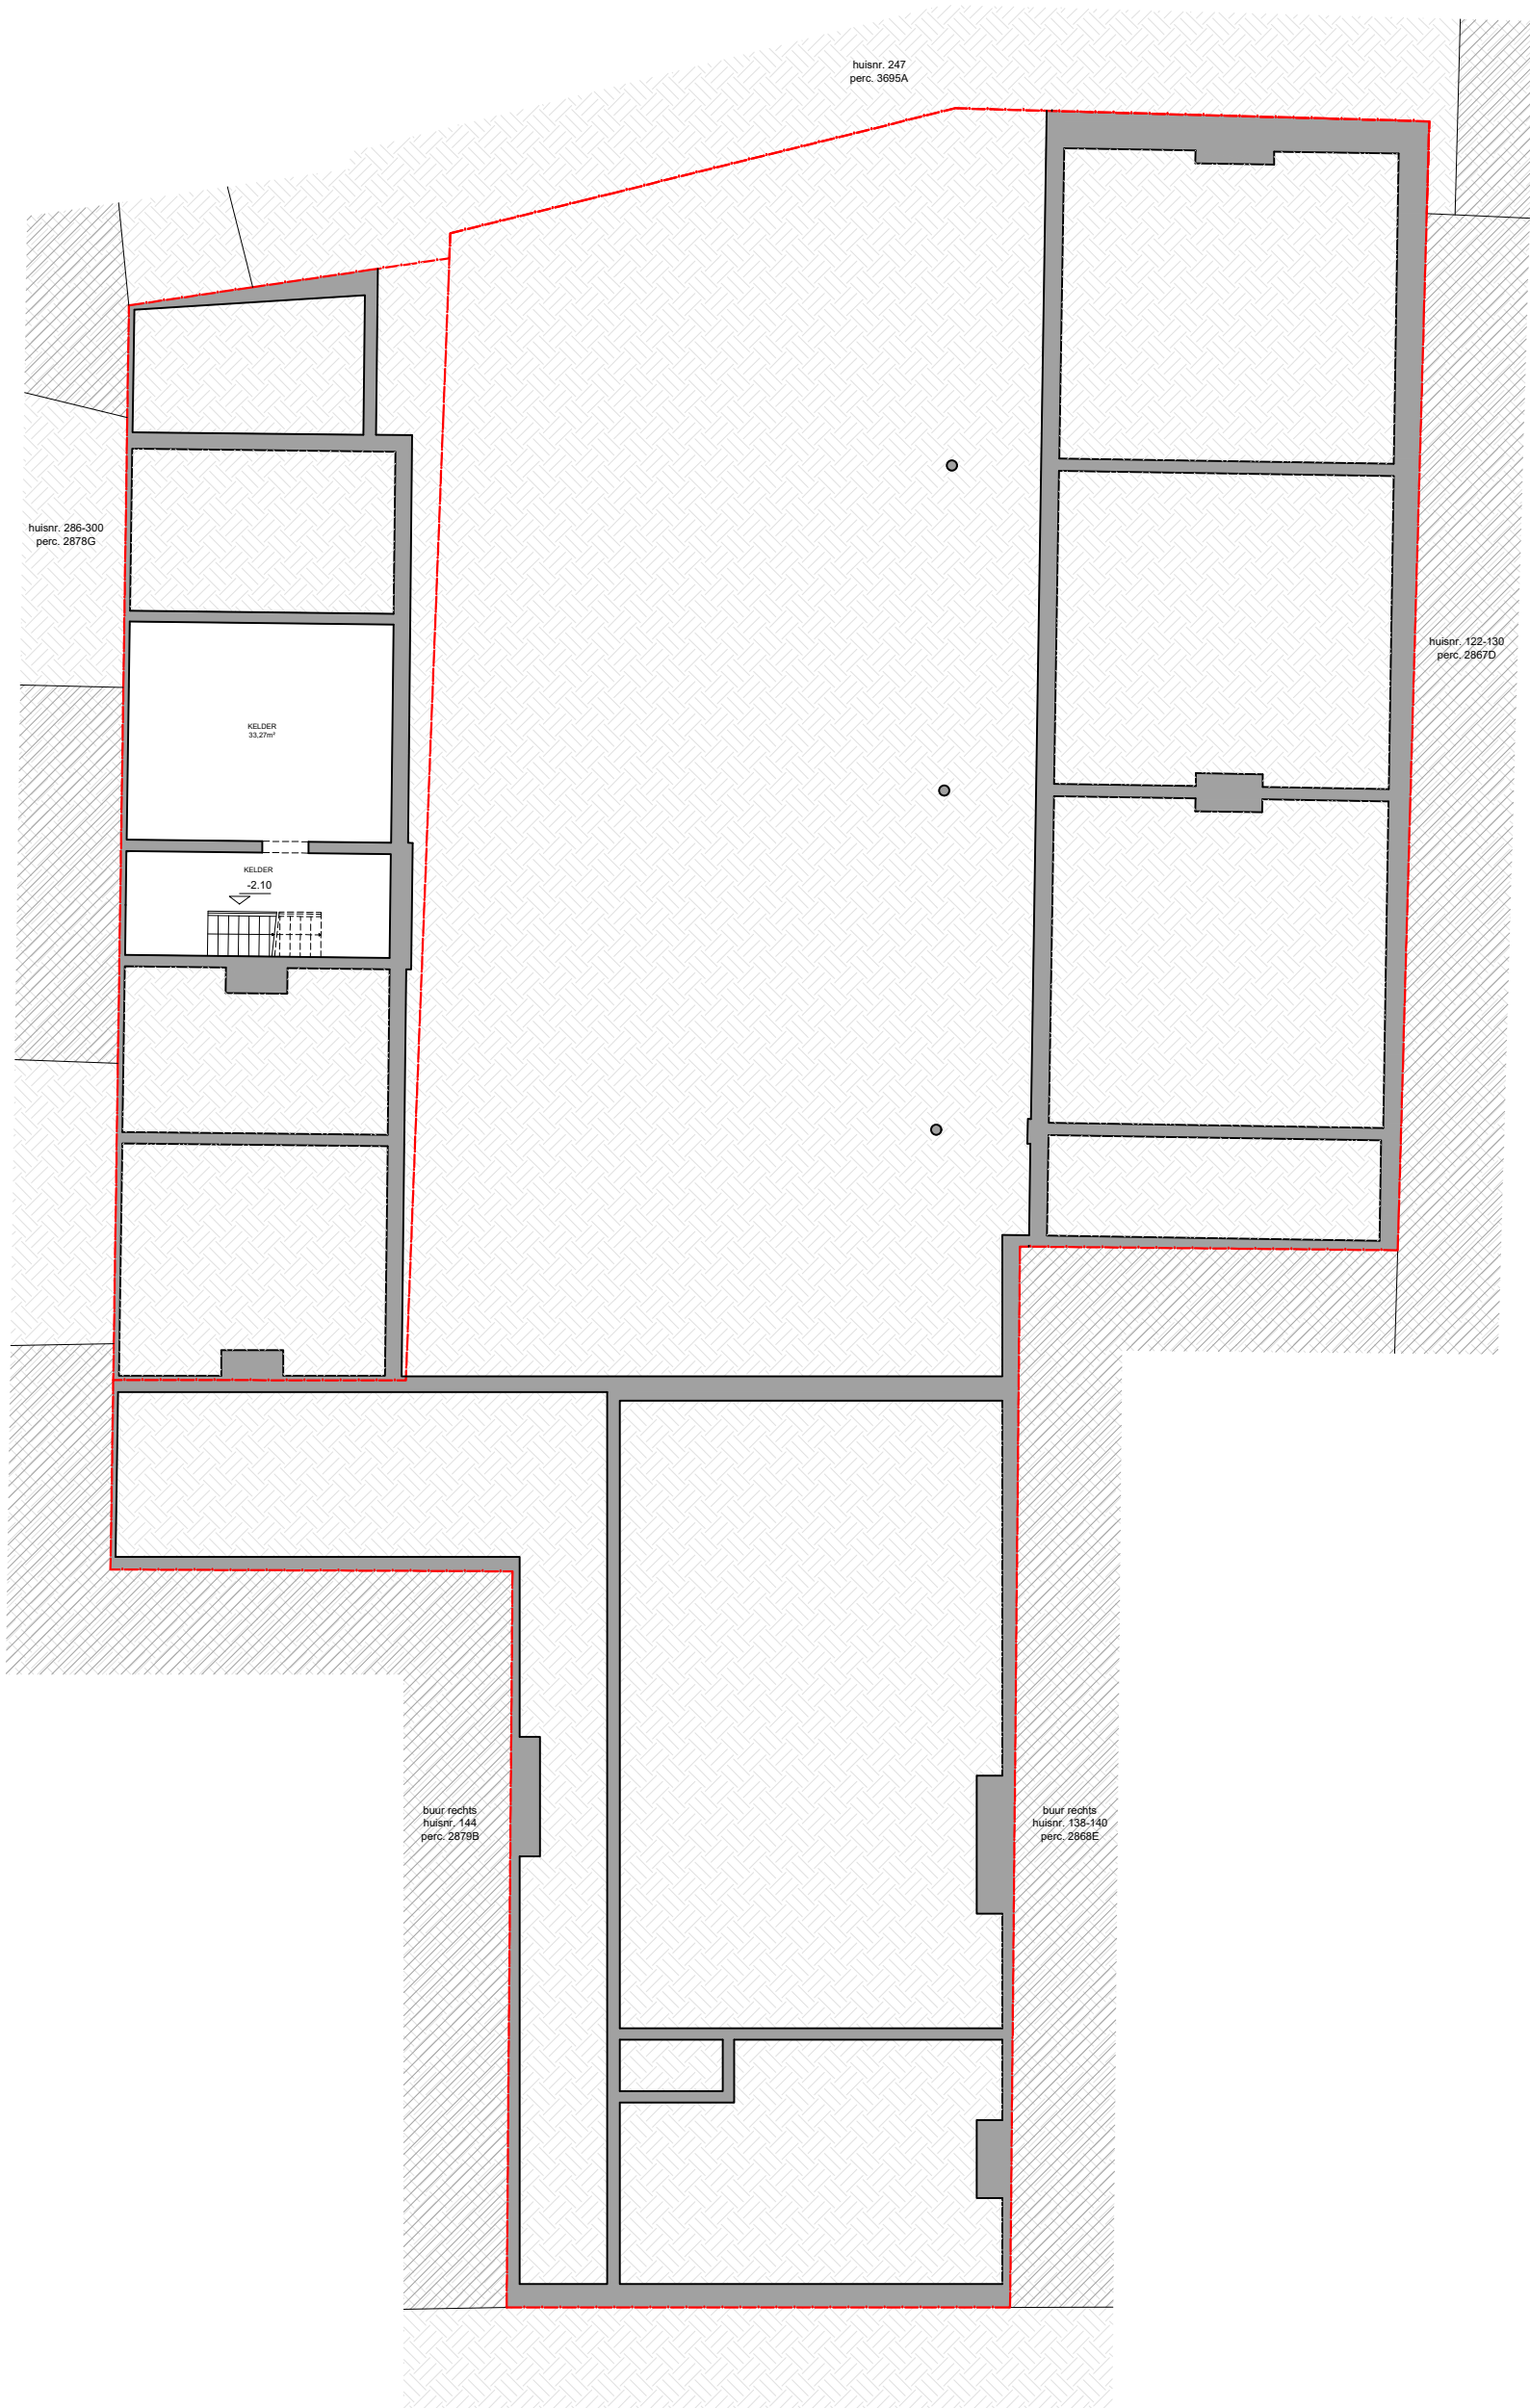 huisnr. 247
perc. 3695A
huisnr. 286-300
perc. 2878G
huisnr. 122-130
perc. 2867D
KELDER
33,27m²
KELDER
-2.10
buur rechts
huisnr. 144
perc. 2879B
buur rechts
huisnr. 138-140
perc. 2868E